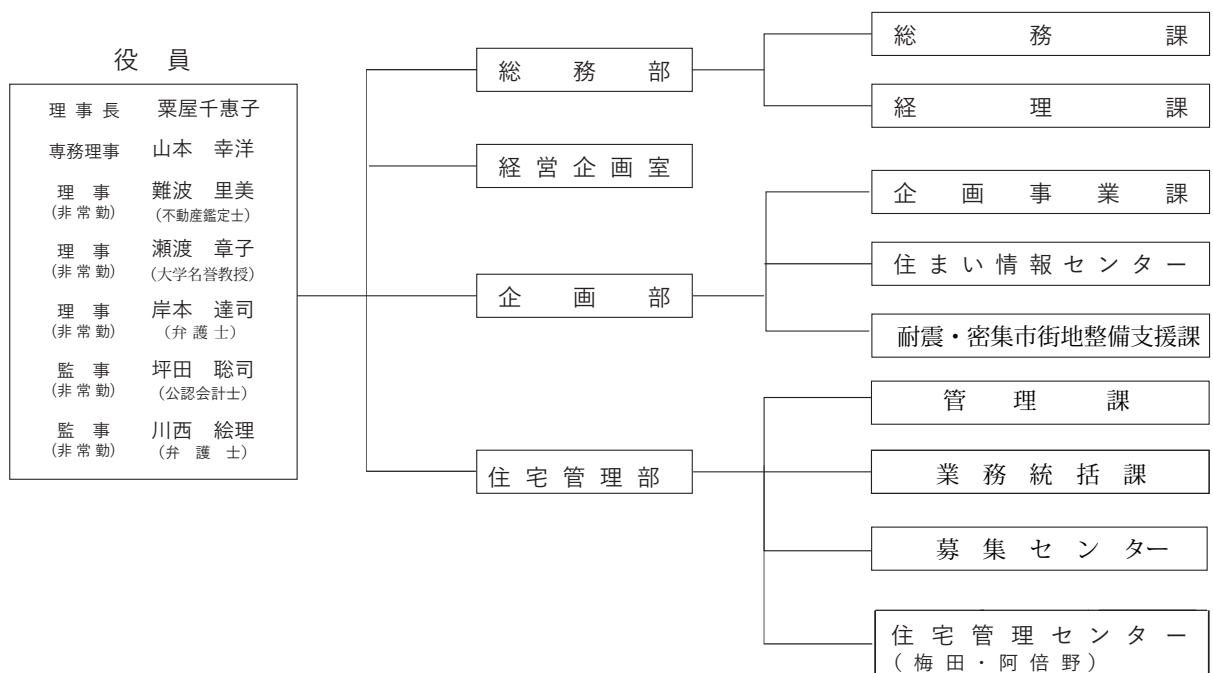 役 員
理 事 長 粟屋千惠子
専務理事 山本 幸洋
理 事 難波 里美
(非 常 勤) (不動産鑑定士)
理 事 瀬渡 章子
(非 常 勤) (大学名誉教授)
理 事 岸本 達司
(非 常 勤) (弁 護 士)
監 事 坪田 聡司
(非 常 勤) (公認会計士)
監 事 川西 絵理
(非 常 勤) (弁 護 士)
総 務 部
経 営 企 画 室
企 画 部
住 宅 管 理 部
総 務 課
経 理 課
企 画 事 業 課
住 ま い 情 報 セ ン タ ー
耐震・密集市街地整備支援課
管 理 課
業 務 統 括 課
募 集 セ ン ター
住 宅 管 理 セ ン タ ー
( 梅 田 ・ 阿 倍 野 )